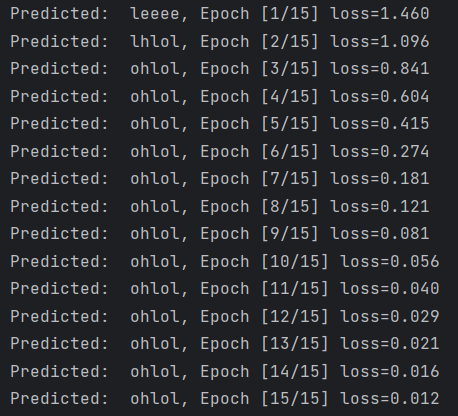 Predicted:  leeee, Epoch [1/15] loss=1.460
Predicted:  lhlol, Epoch [2/15] loss=1.096
Predicted:  ohlol, Epoch [3/15] loss=0.841
Predicted:  ohlol, Epoch [4/15] loss=0.604
Predicted:  ohlol, Epoch [5/15] loss=0.415
Predicted:  ohlol, Epoch [6/15] loss=0.274
Predicted:  ohlol, Epoch [7/15] loss=0.181
Predicted:  ohlol, Epoch [8/15] loss=0.121
Predicted:  ohlol, Epoch [9/15] loss=0.081
Predicted:  ohlol, Epoch [10/15] loss=0.056
Predicted:  ohlol, Epoch [11/15] loss=0.040
Predicted:  ohlol, Epoch [12/15] loss=0.029
Predicted:  ohlol, Epoch [13/15] loss=0.021
Predicted:  ohlol, Epoch [14/15] loss=0.016
Predicted:  ohlol, Epoch [15/15] loss=0.012